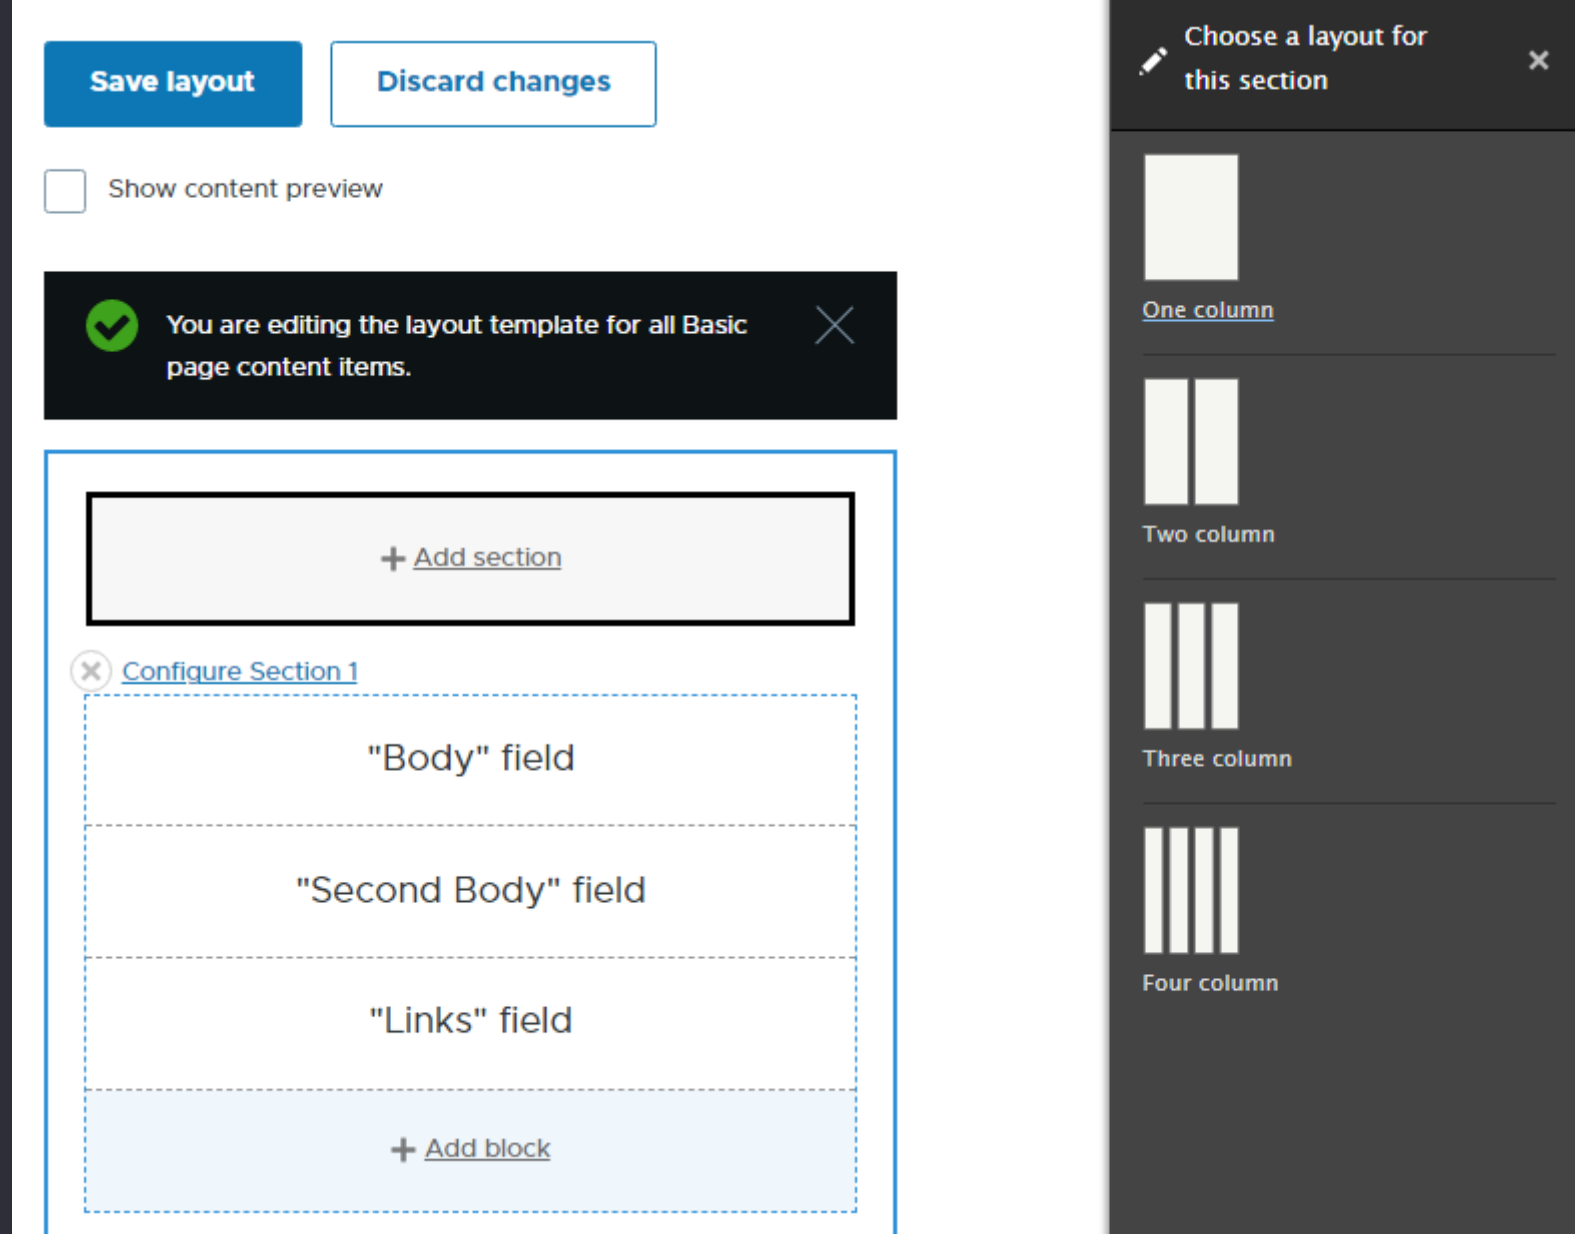 Save layout
Discard changes
Show content preview
You are editing the layout template for all Basic
page content items.
+ Add section
Configure Section 1
"Body" field
"Second Body" field
"Links" field
+ Add block
Choose a layout for
this section
One column
Two column
Three column
Four column